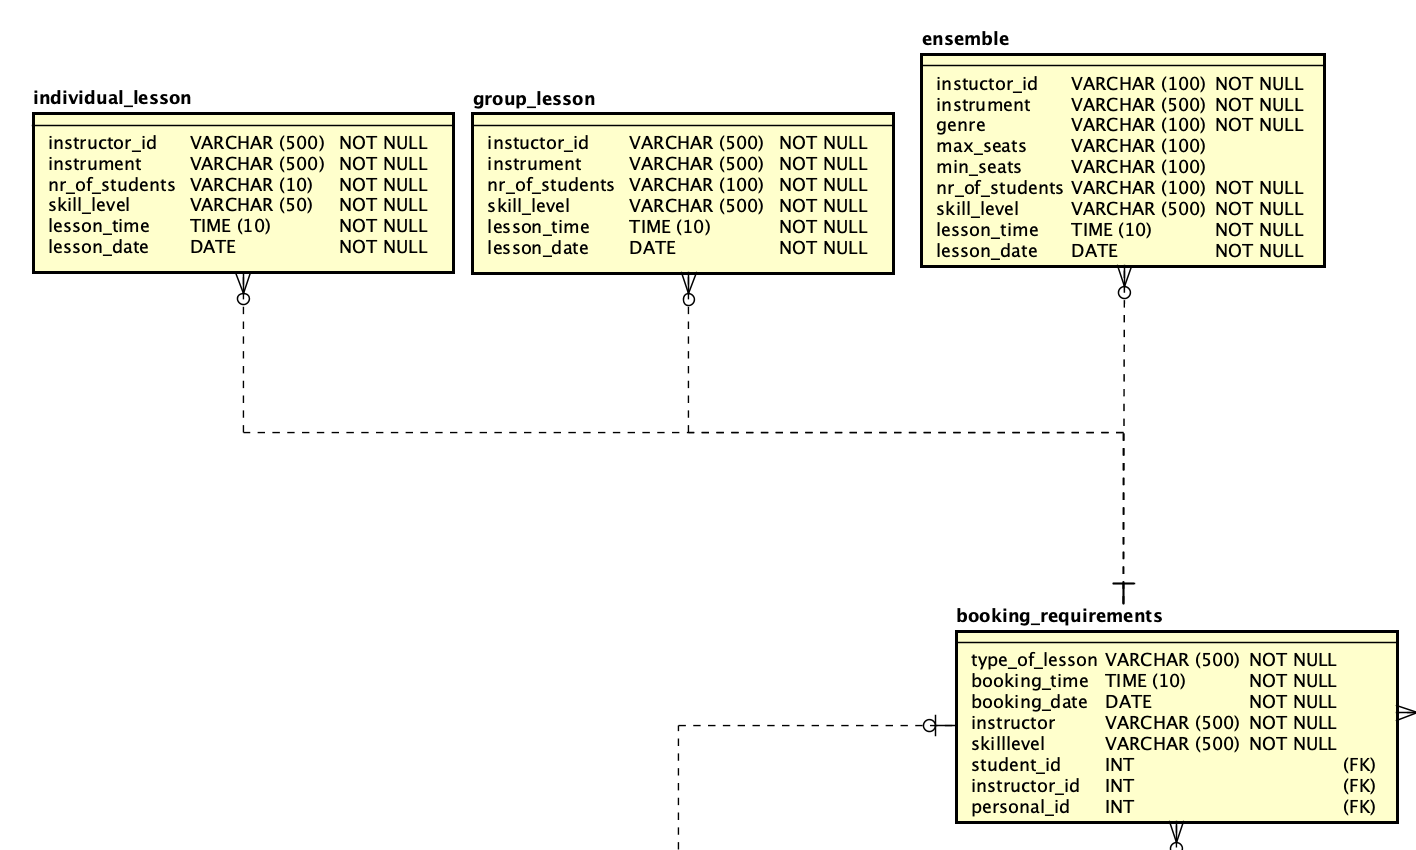 individual_lesson
instructor_id VARCHAR (500) NOT NULL
instrument VARCHAR (500) NOT NULL
nr_of_students VARCHAR (10) NOT NULL
skill_level VARCHAR (50) NOT NULL
lesson_time TIME (10) NOT NULL
lesson_date DATE NOT NULL
group_lesson
instuctor_id VARCHAR (500) NOT NULL
instrument VARCHAR (500) NOT NULL
nr_of_students VARCHAR (100) NOT NULL
skill_level VARCHAR (500) NOT NULL
lesson_time TIME (10) NOT NULL
lesson_date DATE NOT NULL
ensemble
instuctor_id VARCHAR (100) NOT NULL
instrument VARCHAR (500) NOT NULL
genre VARCHAR (100) NOT NULL
max_seats VARCHAR (100)
min_seats VARCHAR (100)
nr_of_students VARCHAR (100) NOT NULL
skill_level VARCHAR (500) NOT NULL
lesson_time TIME (10) NOT NULL
lesson_date DATE NOT NULL
booking_requirements
type_of_lesson VARCHAR (500) NOT NULL
booking_time TIME (10) NOT NULL
booking_date DATE NOT NULL
instructor VARCHAR (500) NOT NULL
skilllevel VARCHAR (500) NOT NULL
student_id INT (FK)
instructor_id INT (FK)
personal_id INT (FK)